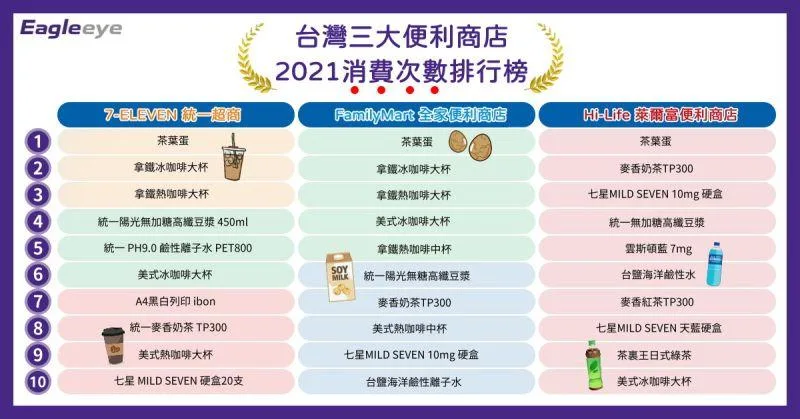 Eagleeye
台灣三大便利商店
2021消費次數排行榜
7-ELEVEN 統一超商
FamilyMart 全家便利商店
Hi-Life 萊爾富便利商店
1
茶葉蛋
茶葉蛋
茶葉蛋
2
拿鐵冰咖啡大杯
拿鐵冰咖啡大杯
麥香奶茶TP300
3
拿鐵熱咖啡大杯
拿鐵熱咖啡大杯
七星MILD SEVEN 10mg 硬盒
4
統一陽光無加糖高纖豆漿 450ml
美式冰咖啡大杯
統一無加糖高纖豆漿
5
統一 PH9.0 鹼性離子水 PET800
拿鐵熱咖啡中杯
雲斯頓藍 7mg
6
美式冰咖啡大杯
SOY
MILK
統一陽光無糖高纖豆漿
台鹽海洋鹼性水
7
A4黑白列印 ibon
麥香奶茶TP300
麥香紅茶TP300
8
統一麥香奶茶 TP300
美式熱咖啡中杯
七星MILD SEVEN 天藍硬盒
9
美式熱咖啡大杯
七星MILD SEVEN 10mg 硬盒
茶裏王日式綠茶
10
七星 MILD SEVEN 硬盒20支
台鹽海洋鹼性離子水
美式冰咖啡大杯